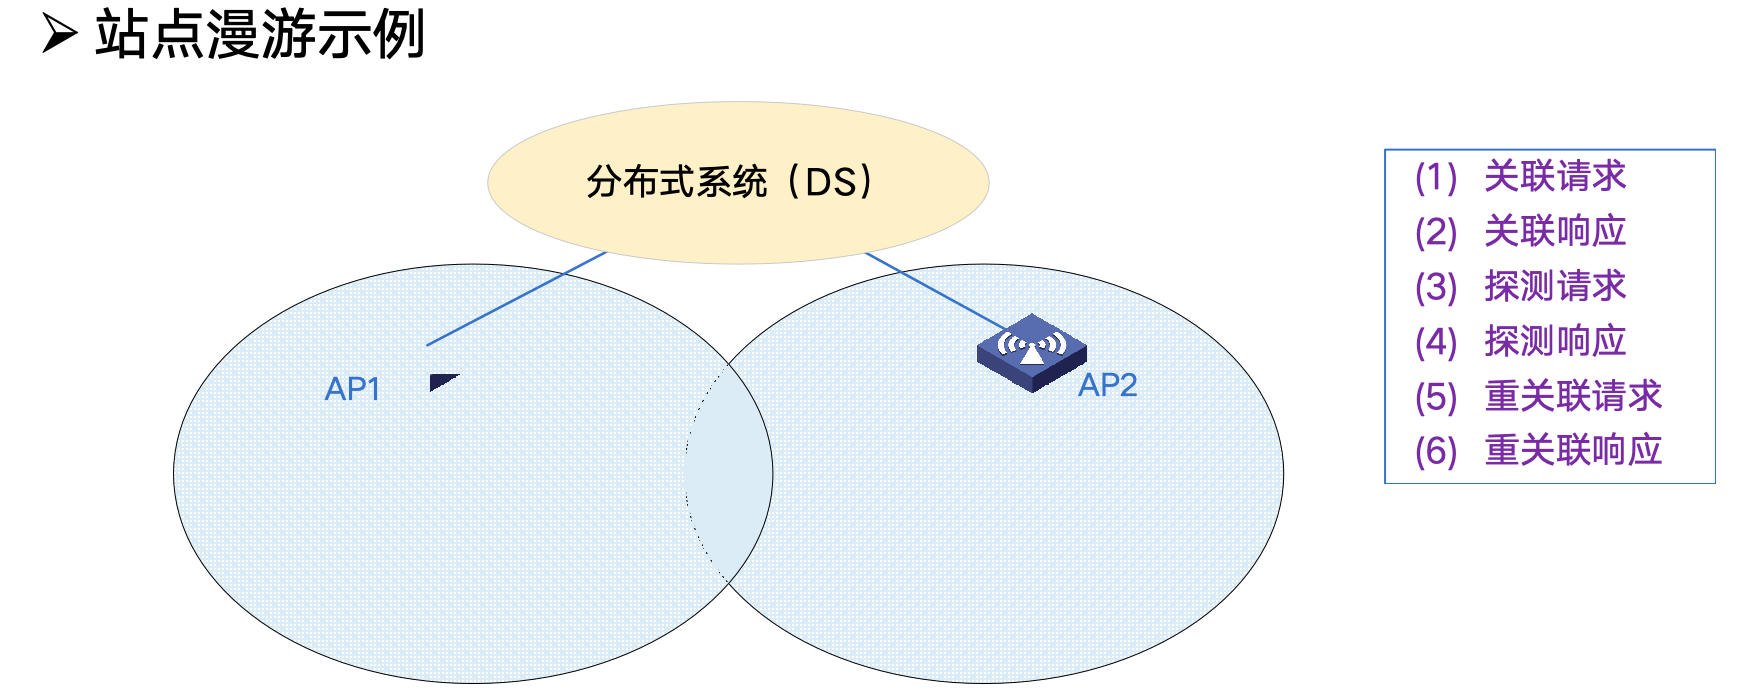 站点漫游示例
分布式系统（DS）
AP1
AP2
(1) 关联请求
(2) 关联响应
(3) 探测请求
(4) 探测响应
(5) 重关联请求
(6) 重关联响应